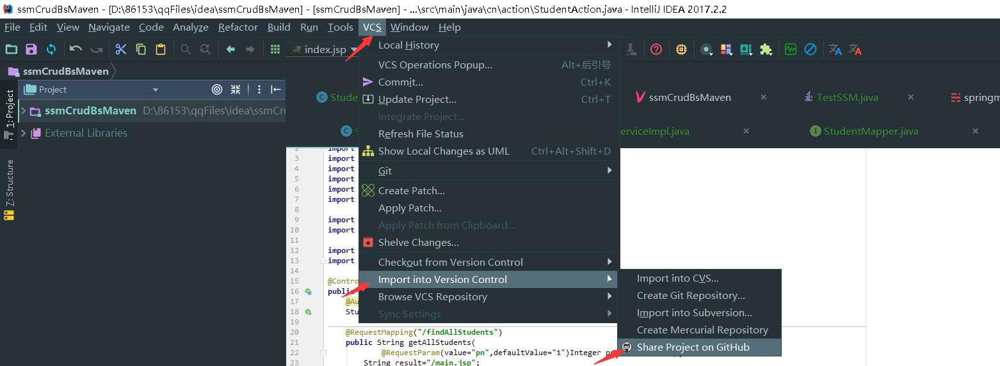 ssmCrudBsMaven - [D:\86153\qqFiles\idea\ssmCrudBsMaven] - [ssmCrudBsMaven] - ...\src\main\java\cn\action\StudentAction.java - IntelliJ IDEA 2017.2.2
File Edit View Navigate Code Analyze Refactor Build Run Tools VCS Window Help
index.jsp
ssmCrudBsMaven
Project
1: Project
ssmCrudBsMaven D:\86153\qqFiles\idea\ssmCru
External Libraries
Z: Structure
Stude
ssmCrudBsMaven
TestSSM.java
springm
erviceImpl.java
StudentMapper.java
Local History
VCS Operations Popup... Alt+后引号
Commit... Ctrl+K
Update Project... Ctrl+T
Integrate Project...
Refresh File Status
Show Local Changes as UML Ctrl+Alt+Shift+D
Git
Create Patch...
Apply Patch...
Apply Patch from Clipboard...
Shelve Changes...
Checkout from Version Control
Import into Version Control
Browse VCS Repository
Sync Settings
Import into CVS...
Create Git Repository...
Import into Subversion...
Create Mercurial Repository
Share Project on GitHub
2 import
3 import
4 import
5 import
6 import
7 import
8
9 import
10 import
11
12 import
13 import
14
15 @Contro
16 public
17 @Au
18 Stu
19
20 @RequestMapping("/findAllStudents")
21 public String getAllStudents(
22 @RequestParam(value="pn",defaultValue="1")Integer
23 String result="/main.jsp";